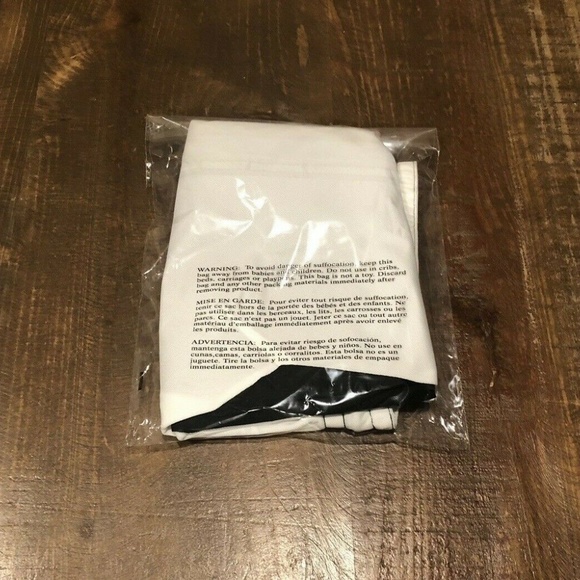 WARNING: To avoid danger of suffocation, keep this
bag away from babies and children. Do not use in cribs,
beds, carriages or playpens. This bag is not a toy. Discard
bag and any other packing materials immediately after
removing product.
MISE EN GARDE: Pour éviter tout risque de suffocation,
tenir ce sac hors de la portée des bébés et des enfants. Ne
pas utiliser dans les berceaux, les lits, les carrosses ou les
parcs. Ce sac n'est pas un jouet. Jeter ce sac ou tout autre
matériau d'emballage immédiatement après avoir enlevé
les produits.
ADVERTENCIA: Para evitar riesgo de sofocación,
mantenga esta bolsa alejada de bebes y niños. No use en
cunas,camas, carriolas o corralitos. Esta bolsa no es un
juguete. Tire la bolsa y los otros materiales de empaque
immediatamente.